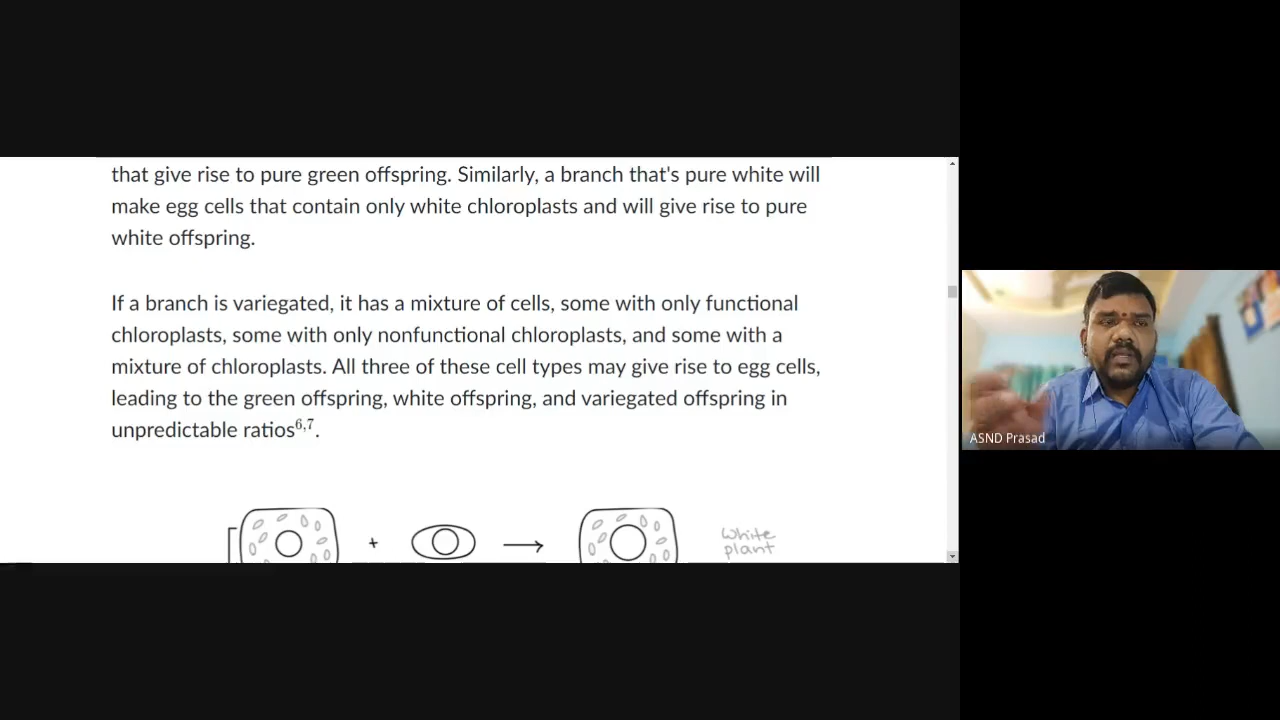 that give rise to pure green offspring. Similarly, a branch that's pure white will
make egg cells that contain only white chloroplasts and will give rise to pure
white offspring.
If a branch is variegated, it has a mixture of cells, some with only functional
chloroplasts, some with only nonfunctional chloroplasts, and some with a
mixture of chloroplasts. All three of these cell types may give rise to egg cells,
leading to the green offspring, white offspring, and variegated offspring in
unpredictable ratios⁶,⁷.
+
White
plant
ASND Prasad